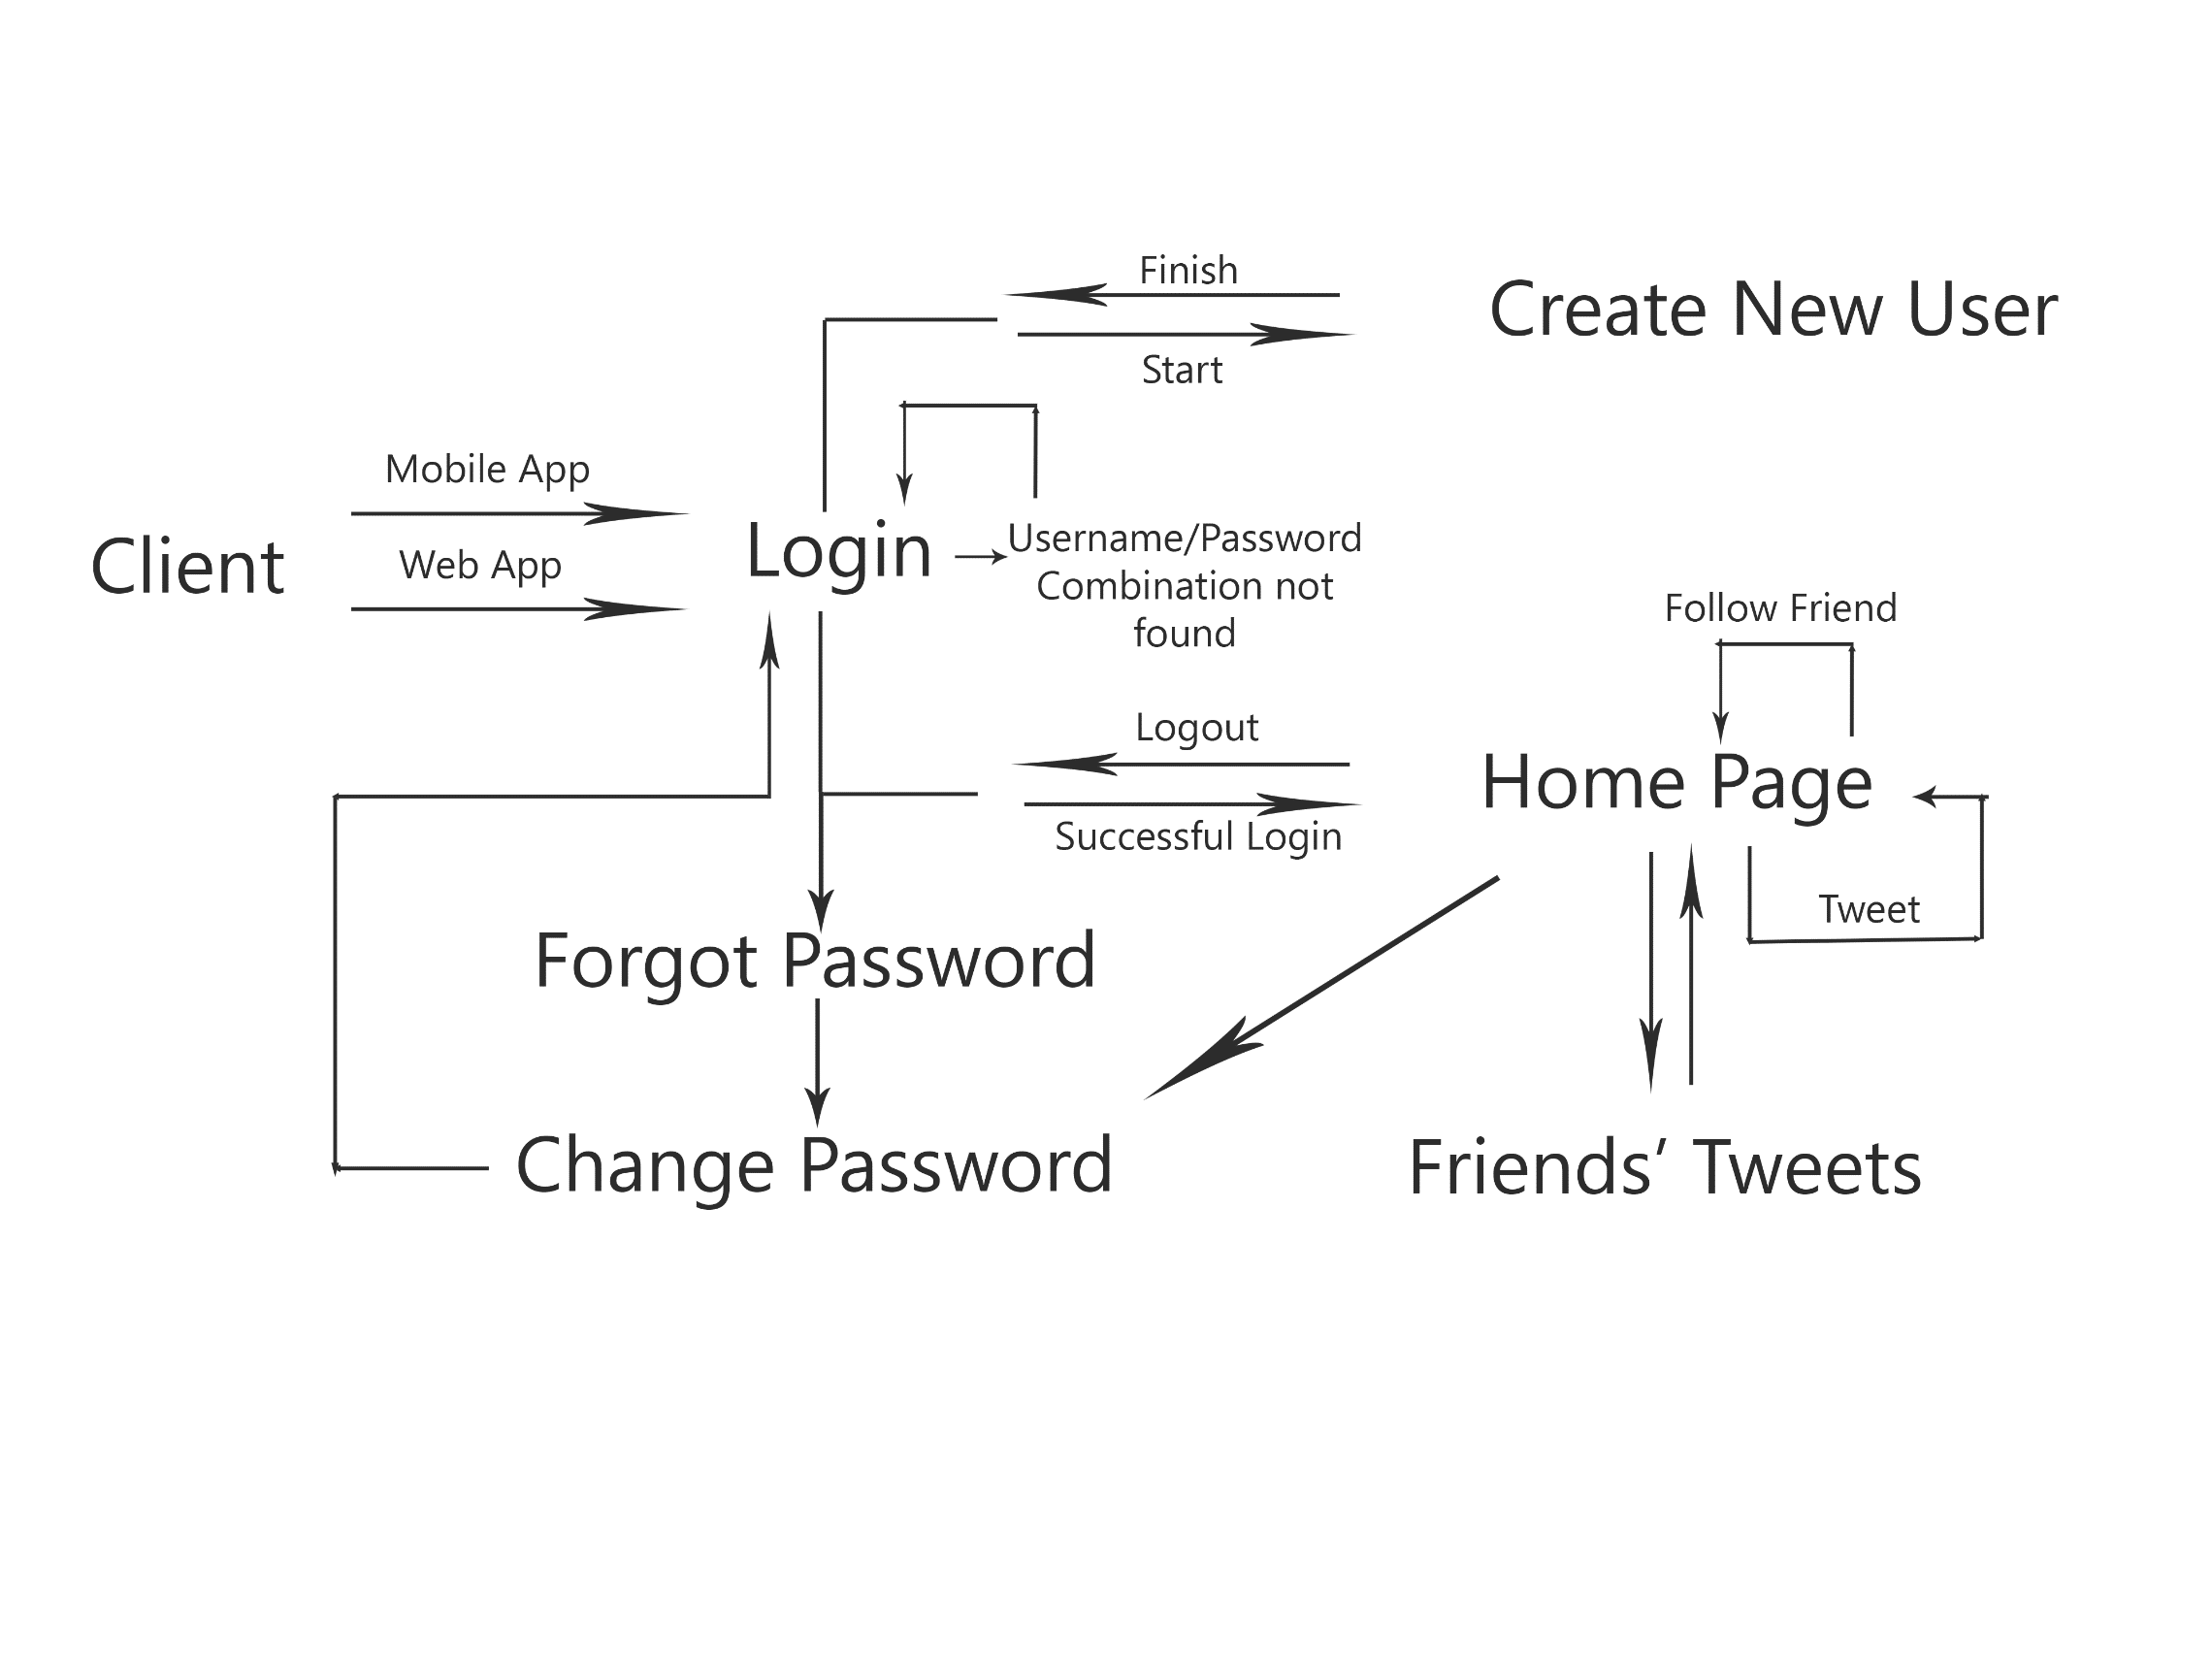 Finish
Create New User
Start
Mobile App
Client
Web App
Login
Username/Password
Combination not
found
Follow Friend
Logout
Home Page
Successful Login
Tweet
Forgot Password
Change Password
Friends’ Tweets